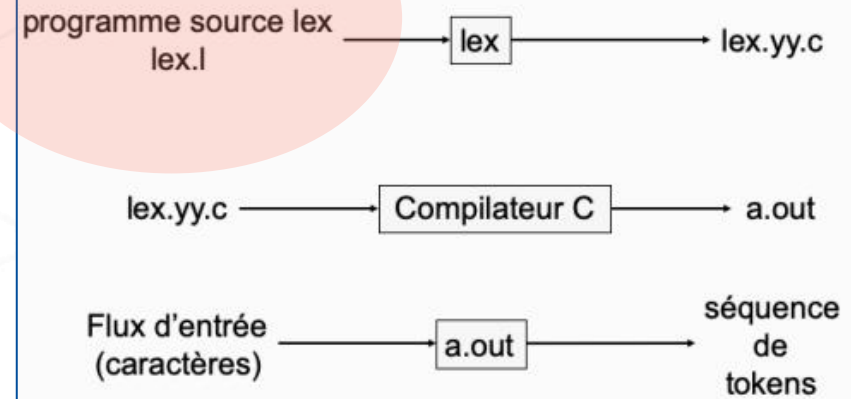 programme source lex
lex.l
lex
lex.yy.c
lex.yy.c
Compilateur C
a.out
Flux d'entrée
(caractères)
a.out
séquence
de
tokens